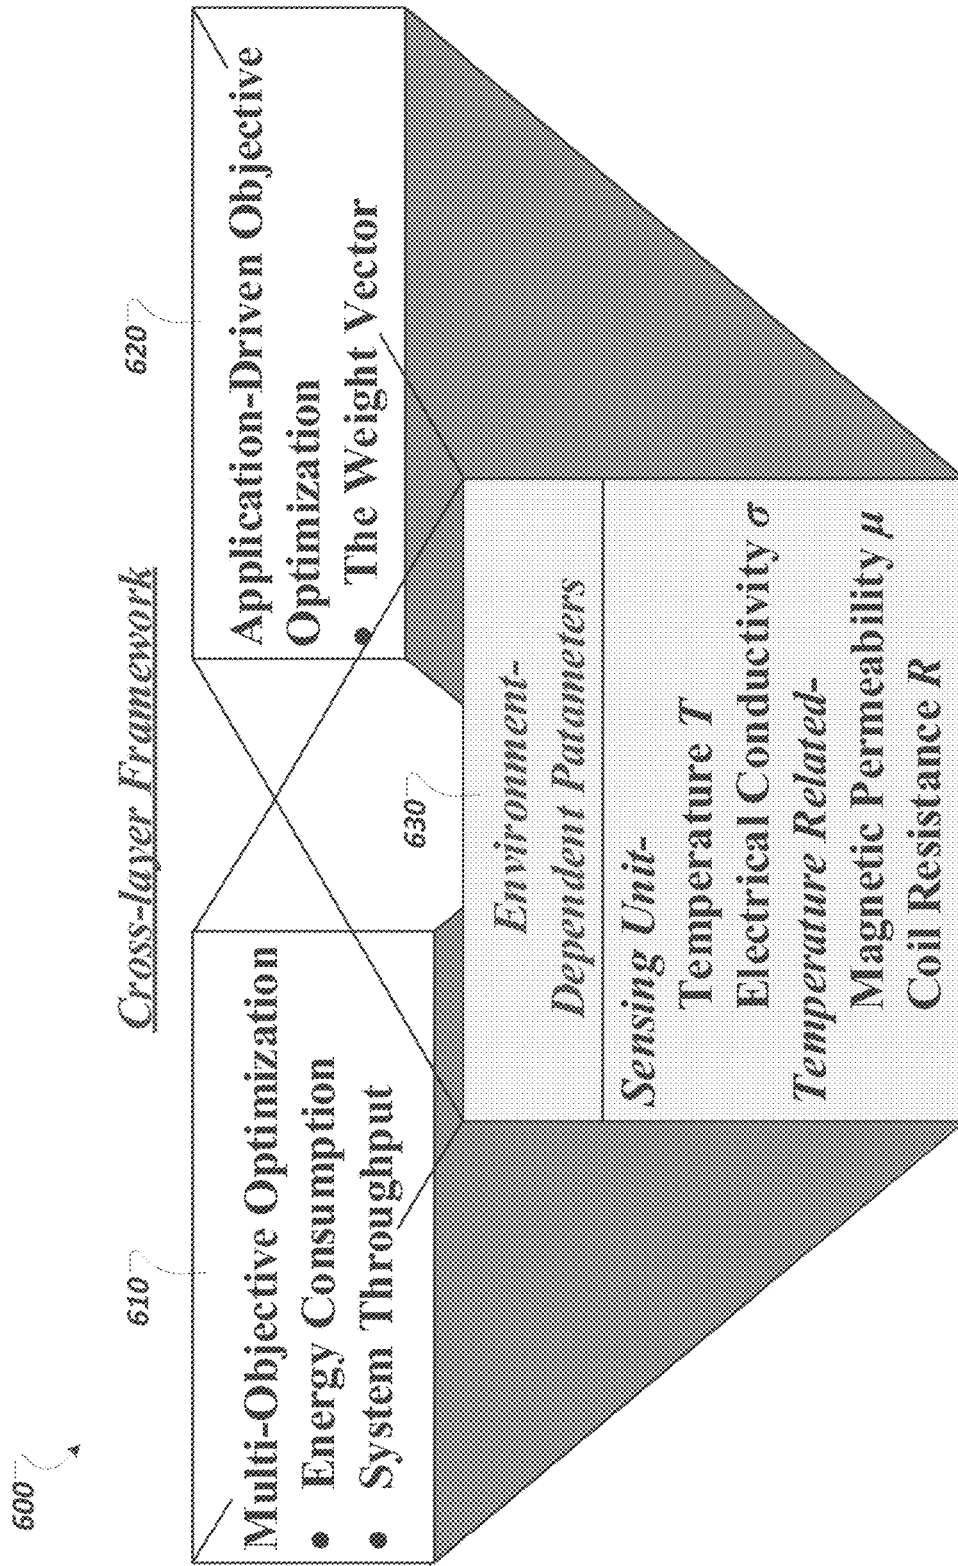 600
Cross-layer Framework
610
Multi-Objective Optimization
• Energy Consumption
• System Throughput
620
Application-Driven Objective
Optimization
• The Weight Vector
630
Environment-
Dependent Patameters
Sensing Unit-
Temperature T
Electrical Conductivity σ
Temperature Related-
Magnetic Permeability μ
Coil Resistance R